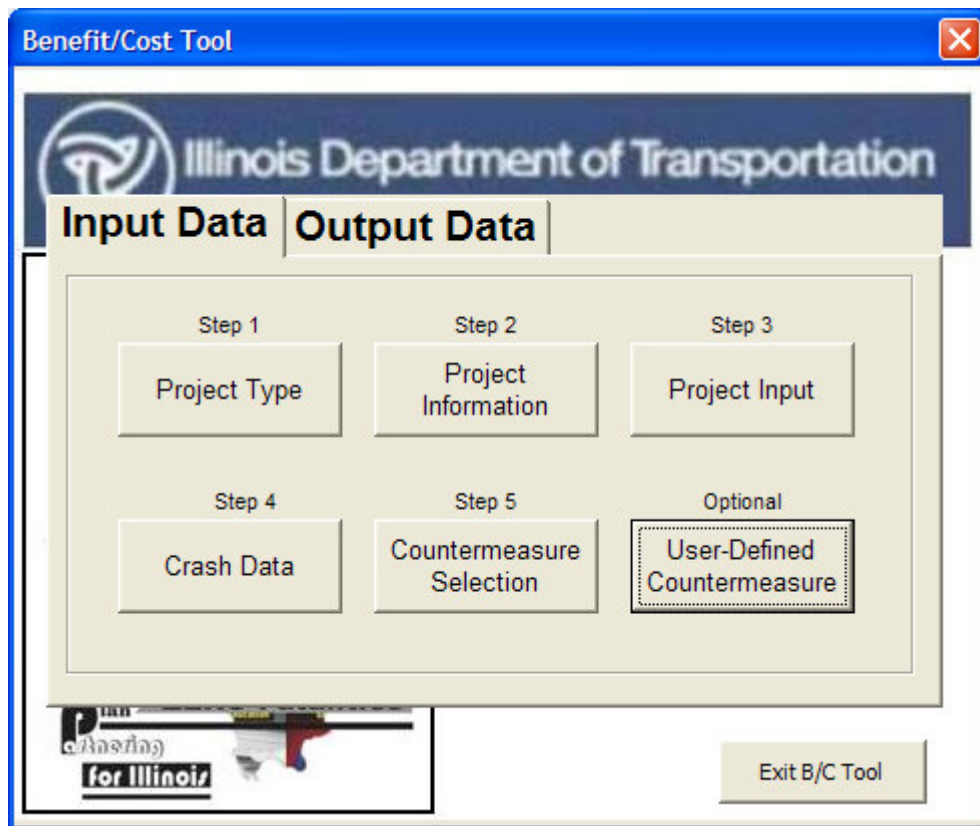 Benefit/Cost Tool
Illinois Department of Transportation
Input Data
Output Data
Step 1
Step 2
Step 3
Project Type
Project
Information
Project Input
Step 4
Step 5
Optional
Crash Data
Countermeasure
Selection
User-Defined
Countermeasure
for Illinois
Exit B/C Tool